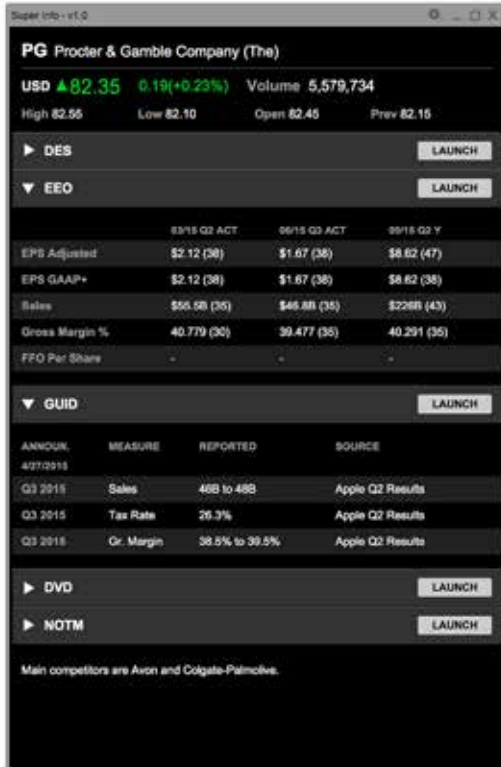 Super Info - v1.0
PG Procter & Gamble Company (The)
USD ▲82.35 0.19(+0.23%) Volume 5,579,734
High 82.55 Low 82.10 Open 82.45 Prev 82.15
▶ DES LAUNCH
▼ EEO LAUNCH
03/15 Q2 ACT 06/15 Q3 ACT 09/15 Q2 Y
EPS Adjusted $2.12 (38) $1.67 (38) $8.62 (47)
EPS GAAP+ $2.12 (38) $1.67 (38) $8.62 (38)
Sales $55.5B (35) $46.8B (35) $226B (43)
Gross Margin % 40.779 (30) 39.477 (35) 40.291 (35)
FFO Per Share - - -
▼ GUID LAUNCH
ANNOUN. MEASURE REPORTED SOURCE
4/27/2015
Q3 2015 Sales 46B to 48B Apple Q2 Results
Q3 2015 Tax Rate 26.3% Apple Q2 Results
Q3 2015 Gr. Margin 38.5% to 39.5% Apple Q2 Results
▶ DVD LAUNCH
▶ NOTM LAUNCH
Main competitors are Avon and Colgate-Palmolive.